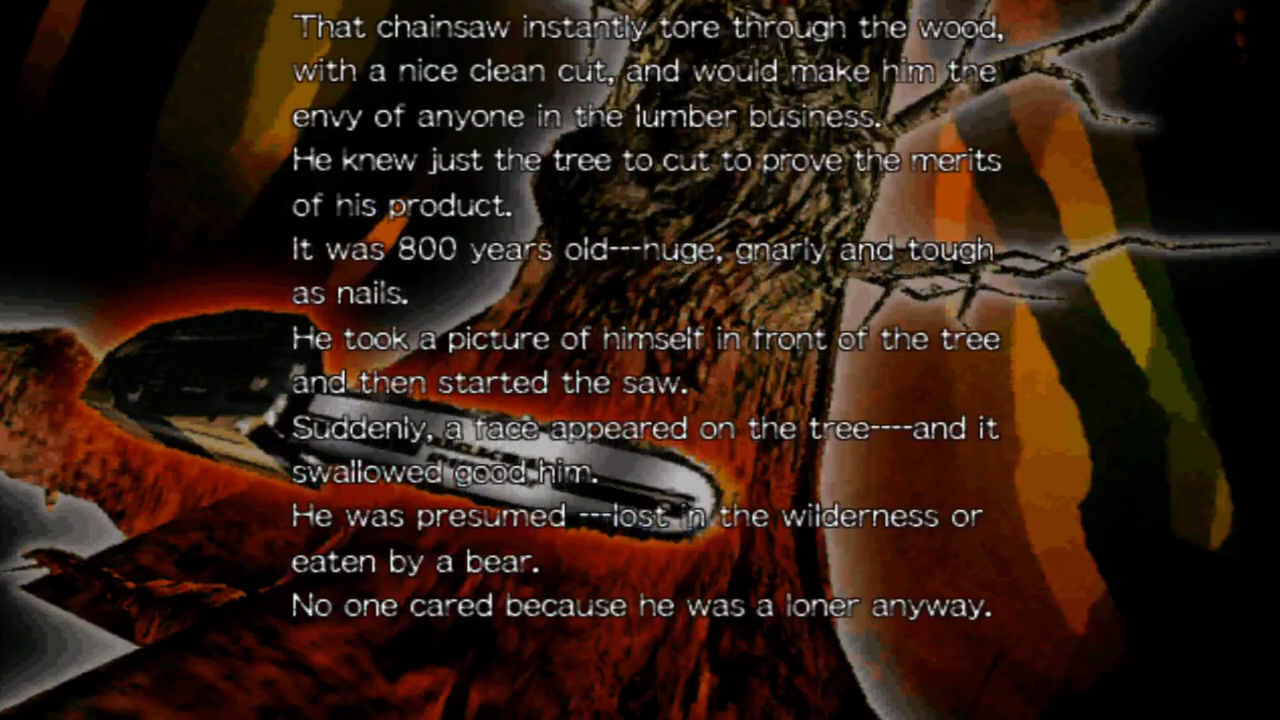 That chainsaw instantly tore through the wood,
with a nice clean cut, and would make him the
envy of anyone in the lumber business.
He knew just the tree to cut to prove the merits
of his product.
It was 800 years old---huge, gnarly and tough
as nails.
He took a picture of himself in front of the tree
and then started the saw.
Suddenly, a face appeared on the tree----and it
swallowed good him.
He was presumed ---lost in the wilderness or
eaten by a bear.
No one cared because he was a loner anyway.